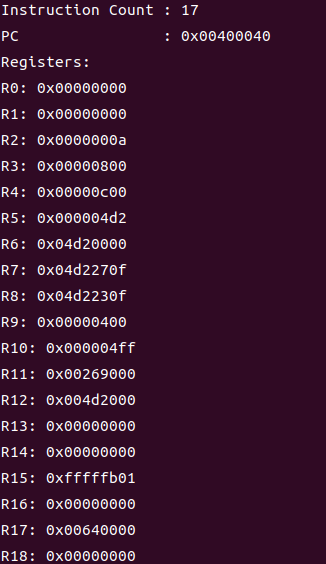 Instruction Count : 17
PC                : 0x00400040
Registers:
R0: 0x00000000
R1: 0x00000000
R2: 0x0000000a
R3: 0x00000800
R4: 0x00000c00
R5: 0x000004d2
R6: 0x04d20000
R7: 0x04d2270f
R8: 0x04d2230f
R9: 0x00000400
R10: 0x000004ff
R11: 0x00269000
R12: 0x004d2000
R13: 0x00000000
R14: 0x00000000
R15: 0xfffffb01
R16: 0x00000000
R17: 0x00640000
R18: 0x00000000